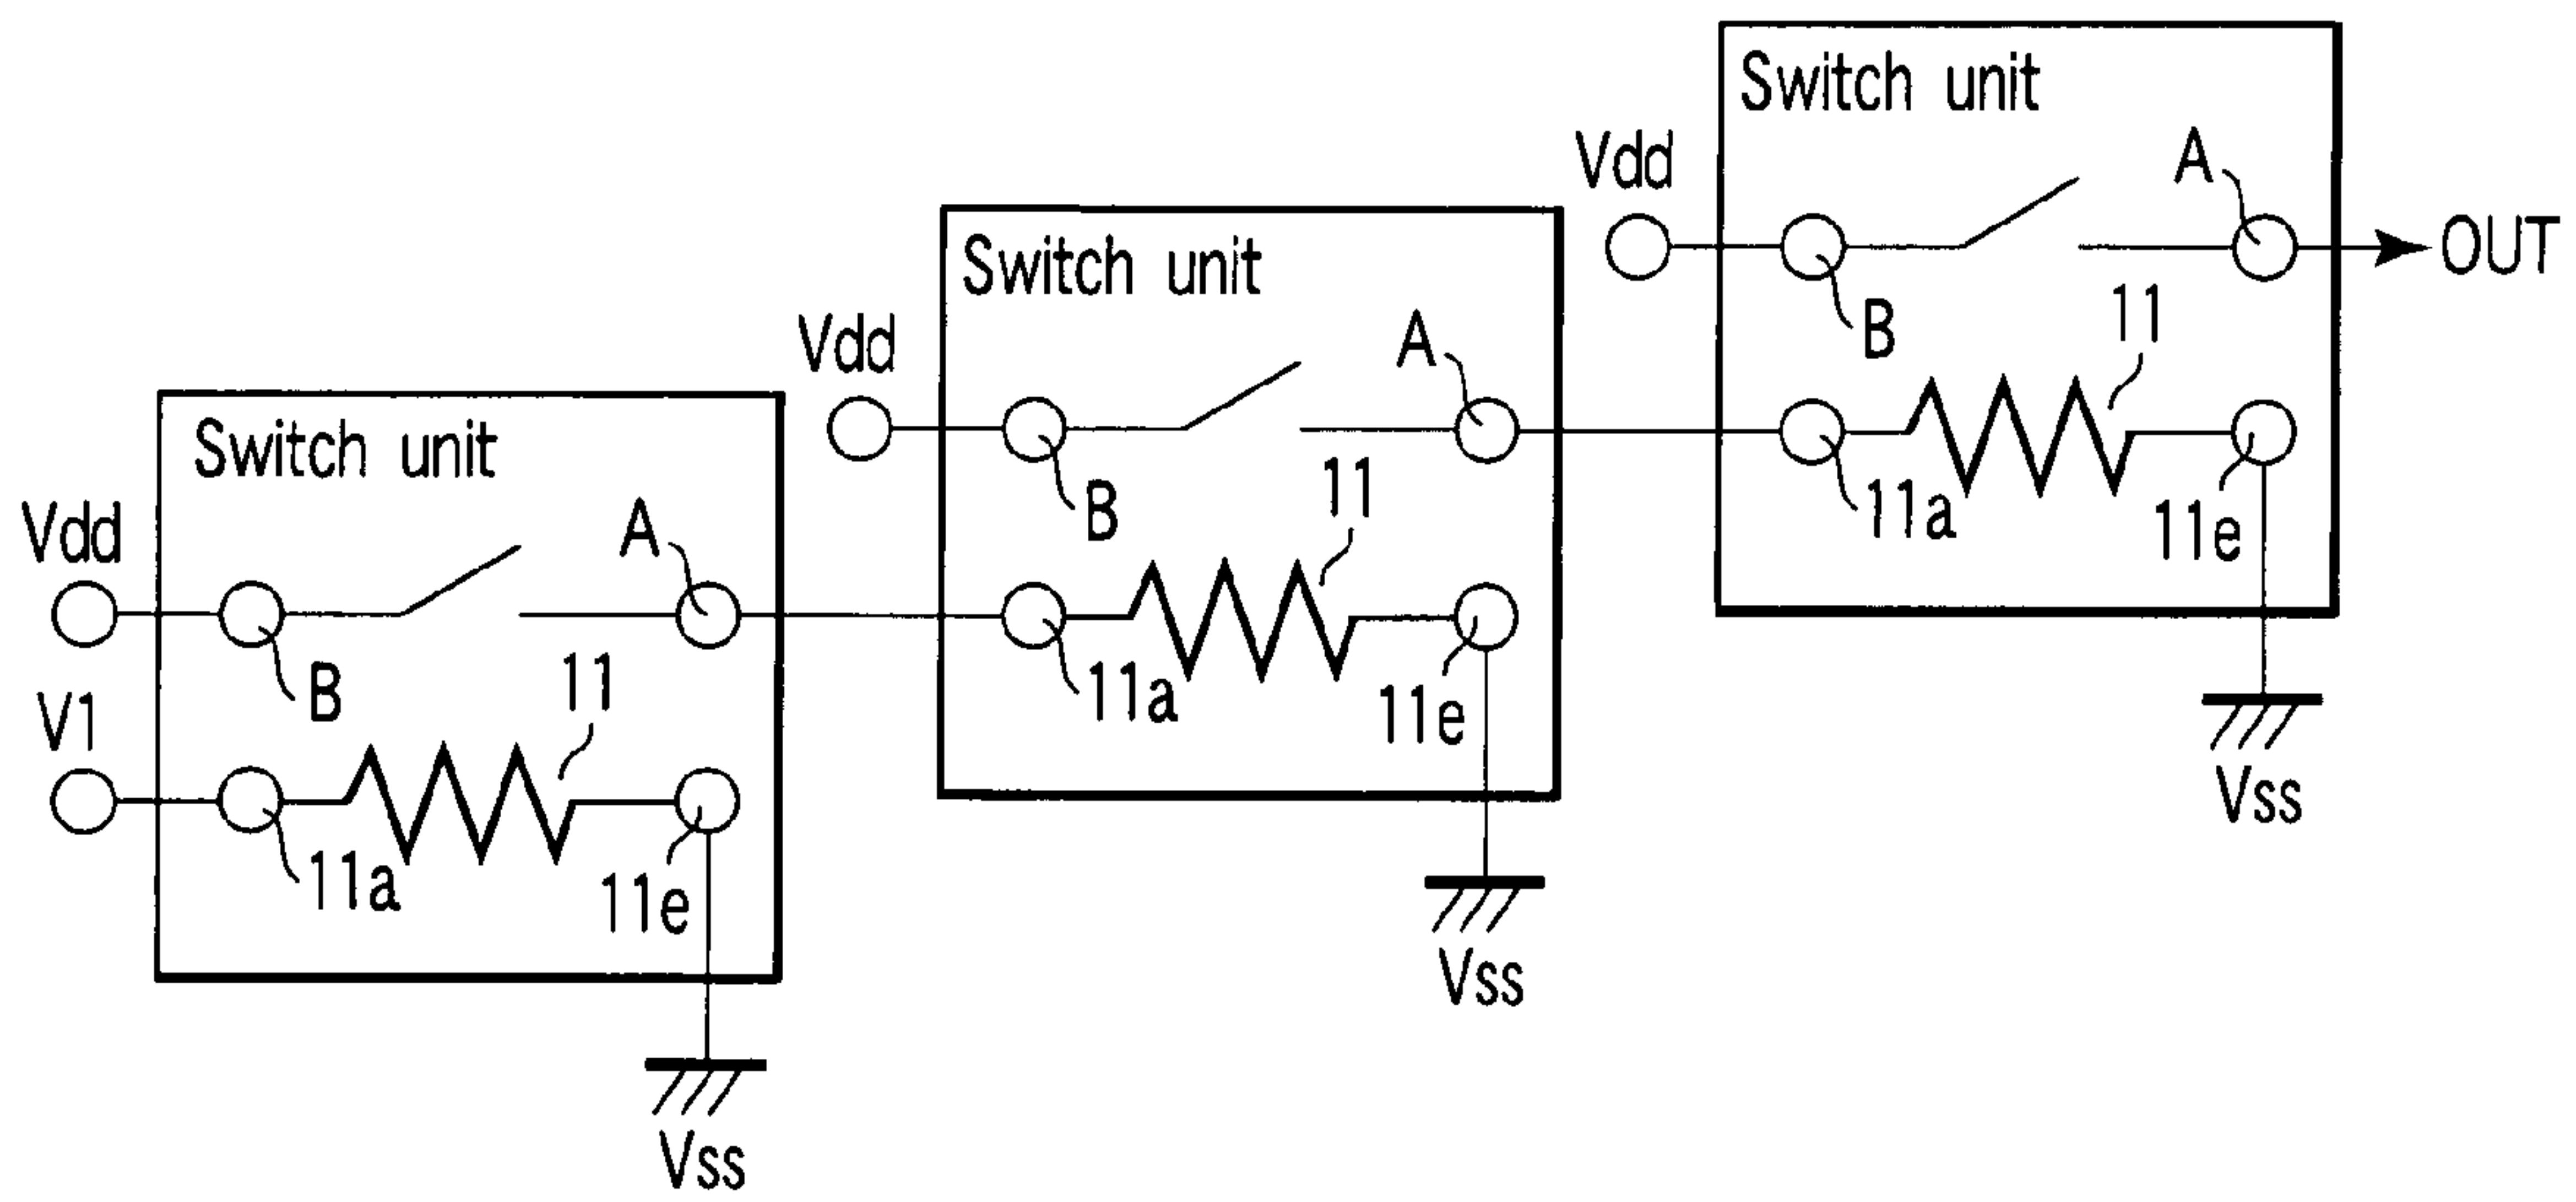 Switch unit
Vdd
A
B
OUT
11
11a
11e
Vss
Switch unit
Vdd
A
B
11
11a
11e
Vss
Switch unit
Vdd
A
B
V1
11
11a
11e
Vss